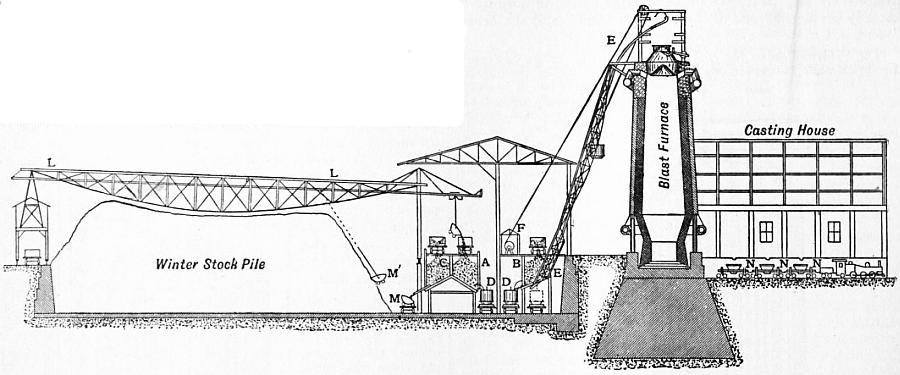 E
Casting House
Blast Furnace
L
L
F
Winter Stock Pile
M'
J
C
A
B
E
M
D
D
N
N
N